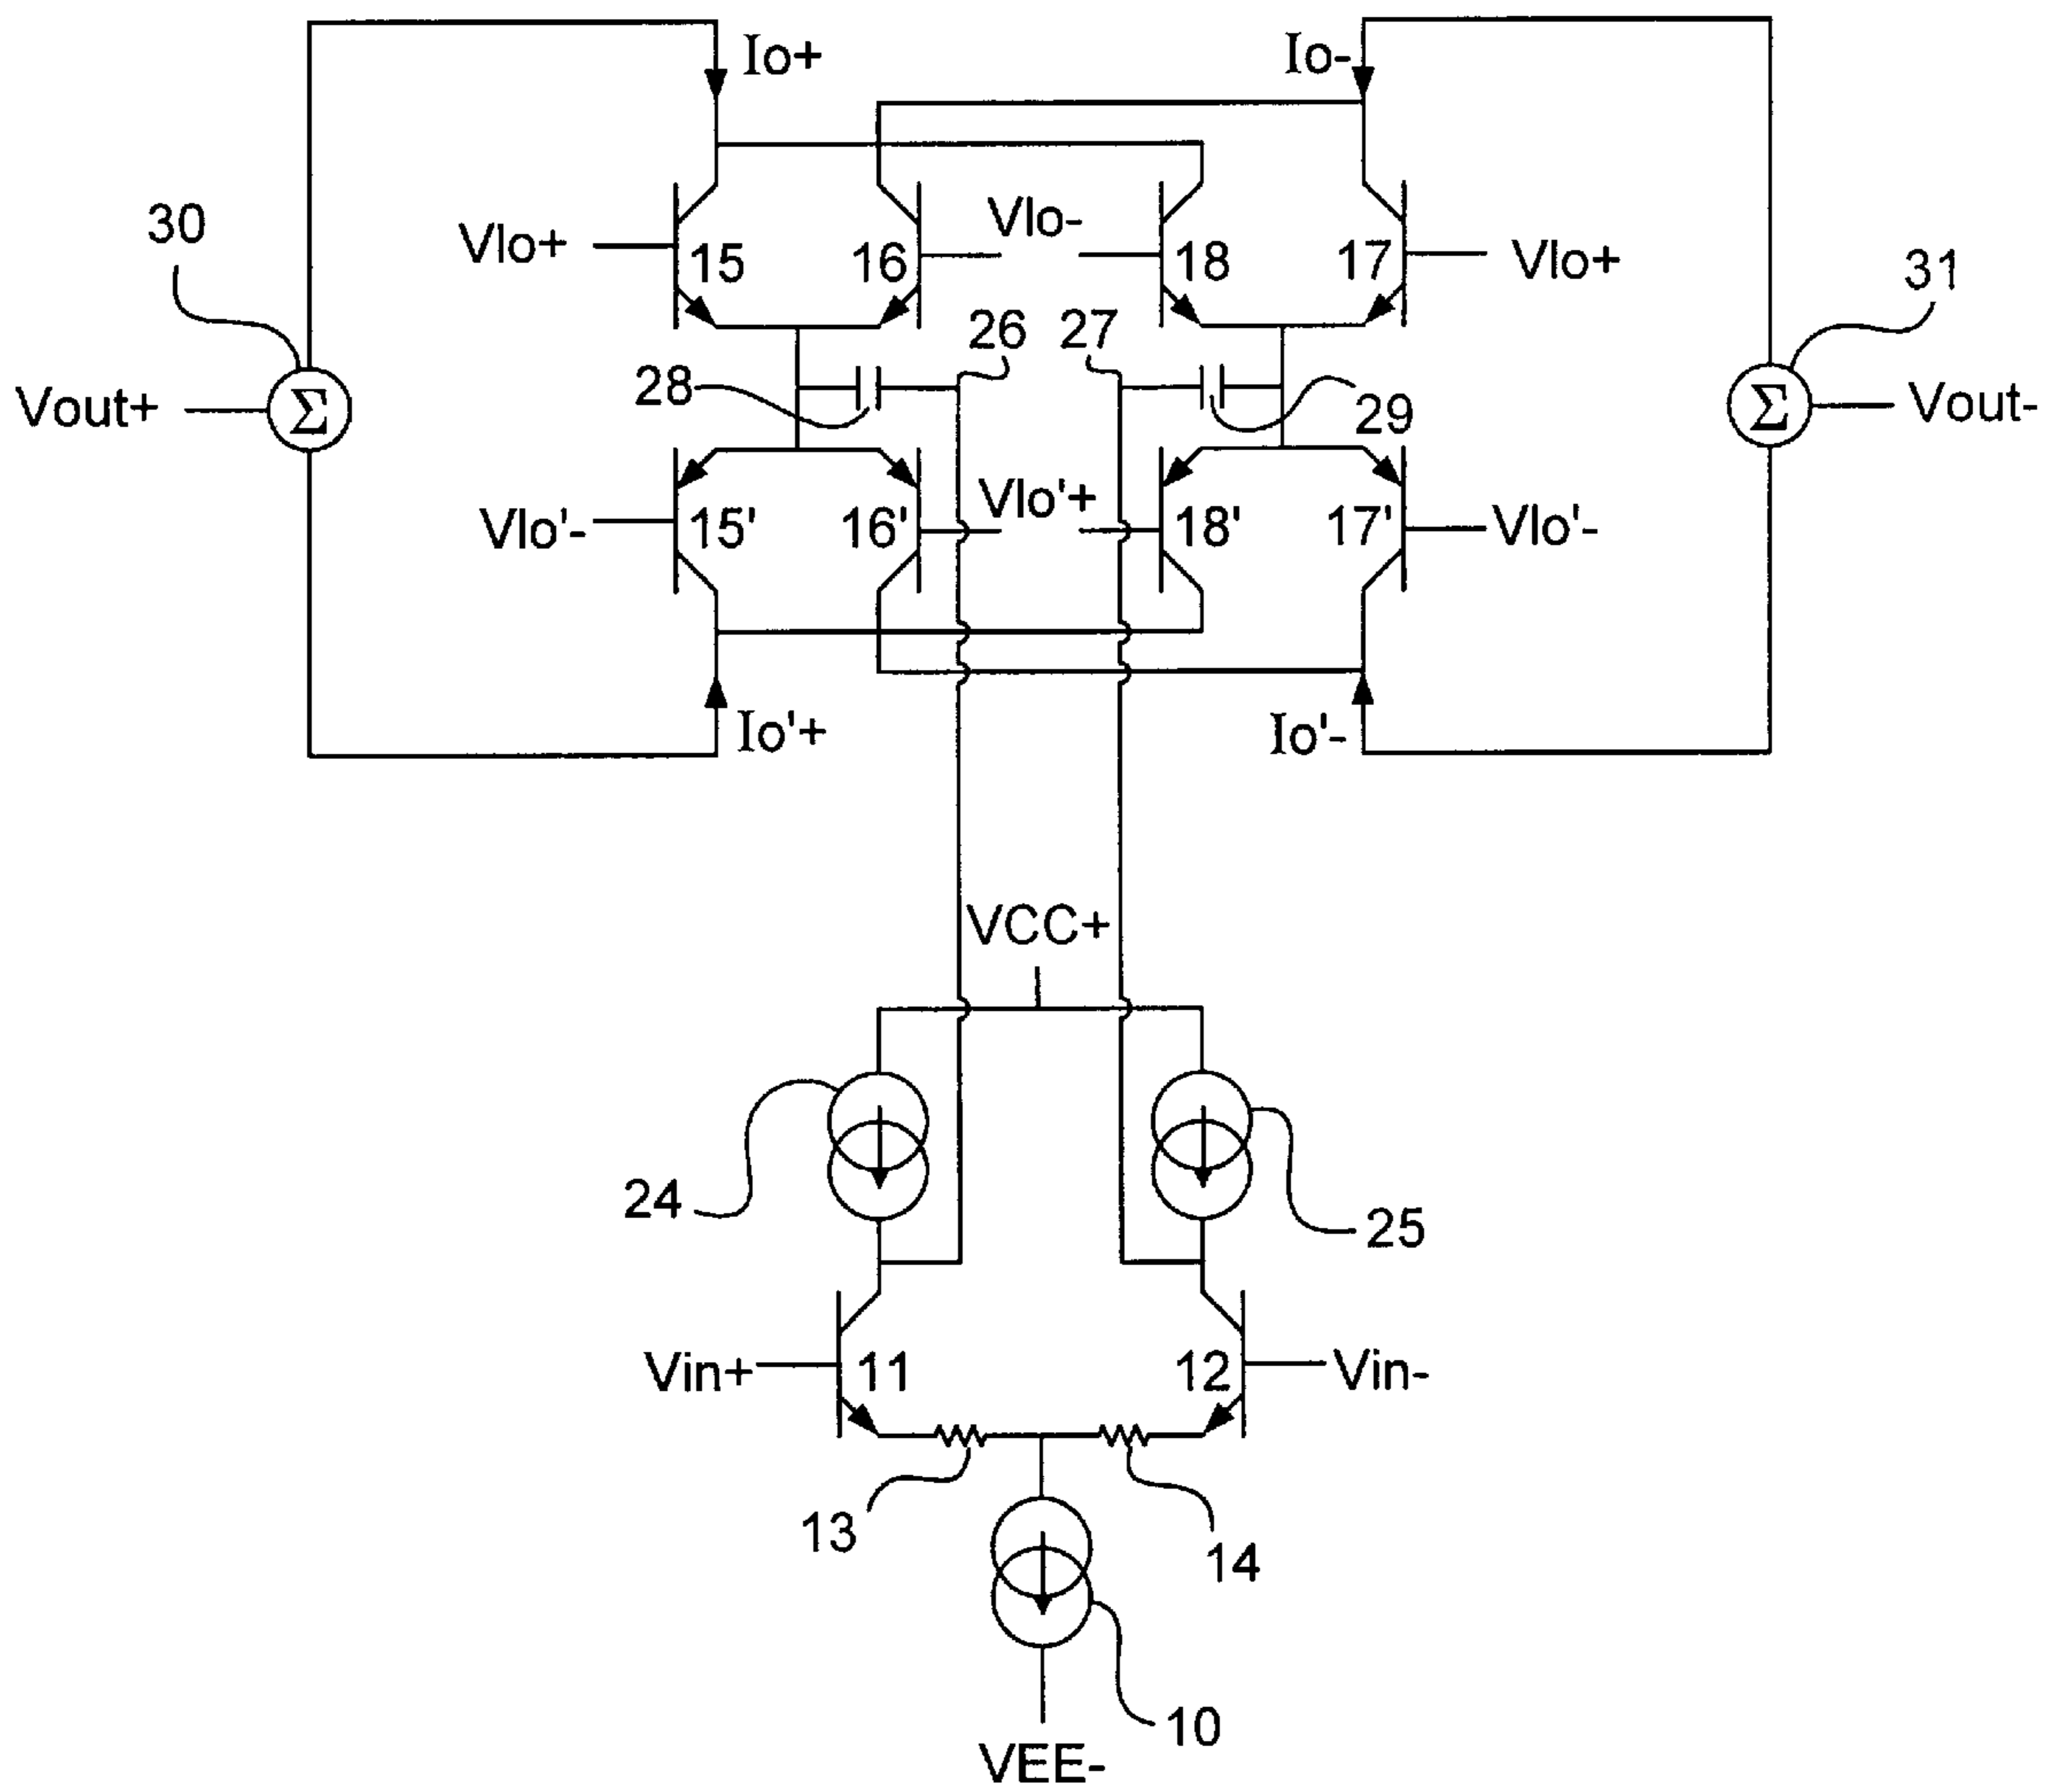 Io+
Io-
30
Vlo+
15
16
Vlo-
18
17
Vlo+
31
26
27
28
29
Vout+
Σ
Σ
Vout-
Vlo'-
15'
16'
Vlo'+
18'
17'
Vlo'-
Io'+
Io'-
VCC+
24
25
Vin+
11
12
Vin-
13
14
10
VEE-